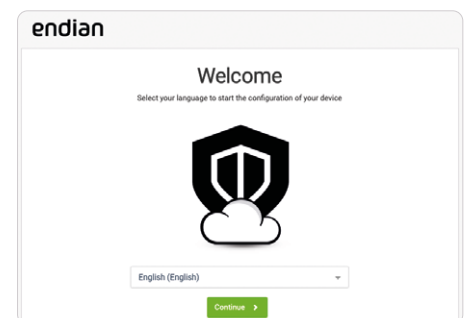 endian
Welcome
Select your language to start the configuration of your device
English (English)
Continue